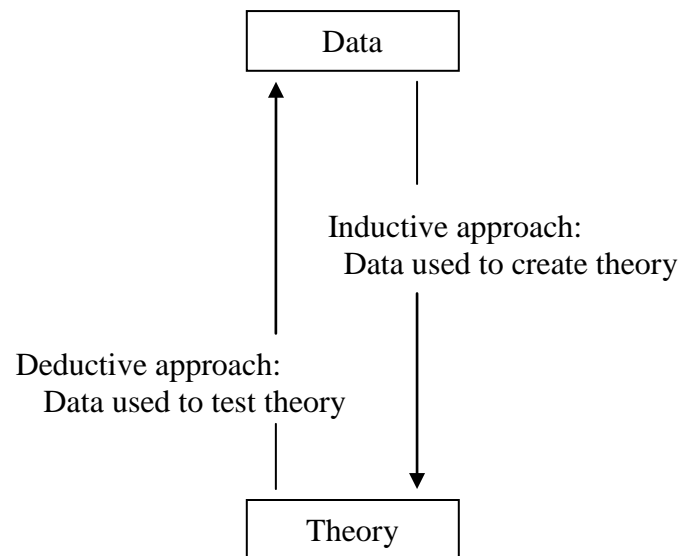 Data
Inductive approach:
Data used to create theory
Deductive approach:
Data used to test theory
Theory